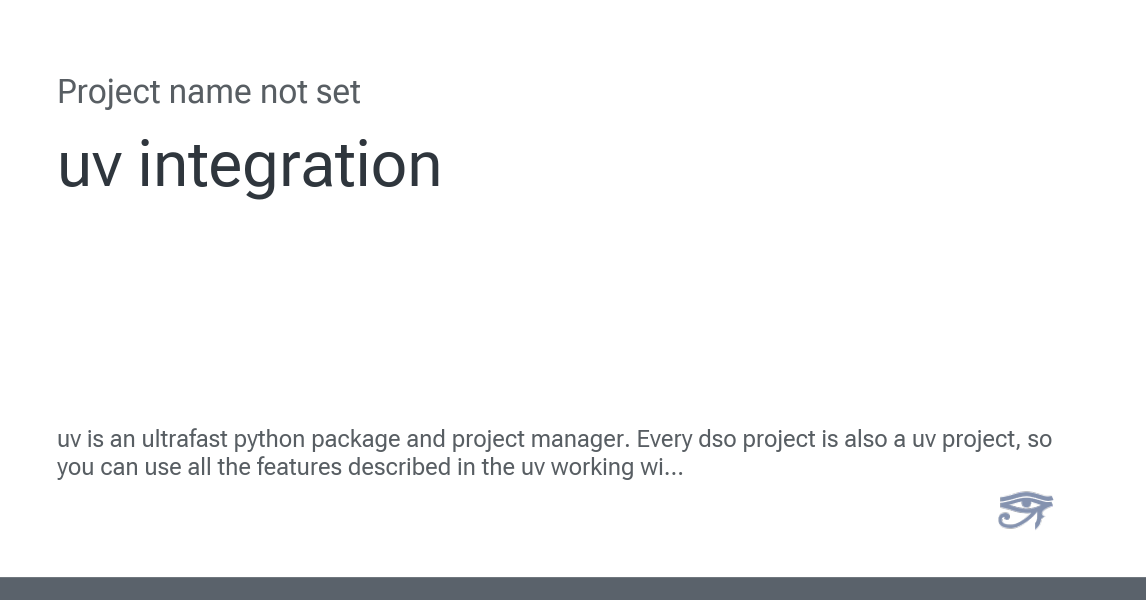 Project name not set
uv integration
uv is an ultrafast python package and project manager. Every dso project is also a uv project, so
you can use all the features described in the uv working wi...